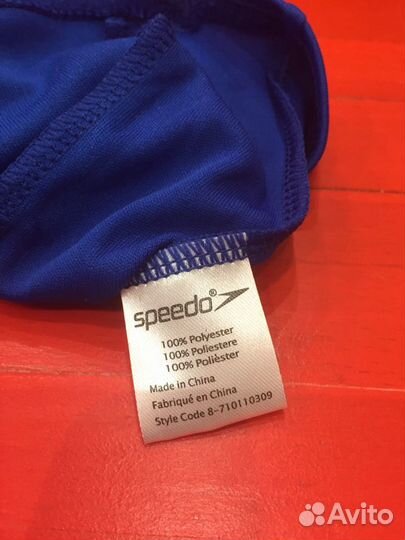 speedo®
100% Polyester
100% Poliestere
100% Polièster
Made in China
Fabriqué en China
Style Code 8-710110309
Avito